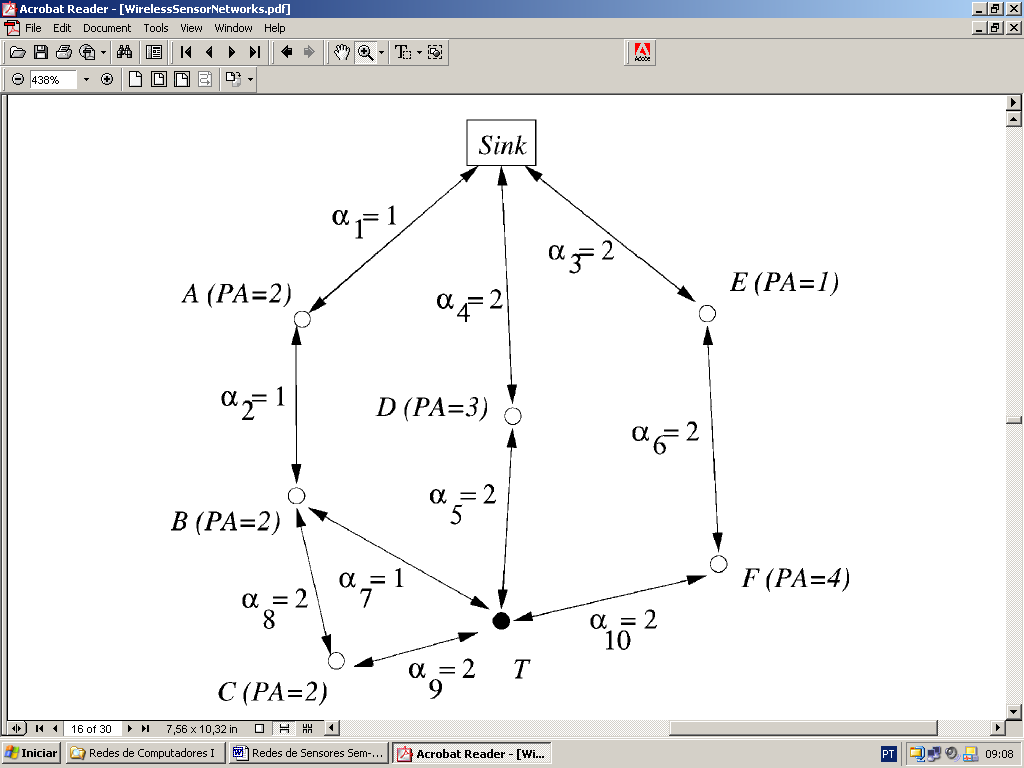 Acrobat Reader - [WirelessSensorNetworks.pdf]
File Edit Document Tools View Window Help
Adobe
438%
Sink
α1= 1
α3= 2
E (PA=1)
A (PA=2)
α4= 2
α2= 1
D (PA=3)
α6= 2
α5= 2
B (PA=2)
α7= 1
F (PA=4)
α8= 2
α10= 2
α9= 2
T
C (PA=2)
16 of 30 7,56 x 10,32 in
Iniciar Redes de Computadores I Redes de Sensores Sem-... Acrobat Reader - [Wi... PT 09:08